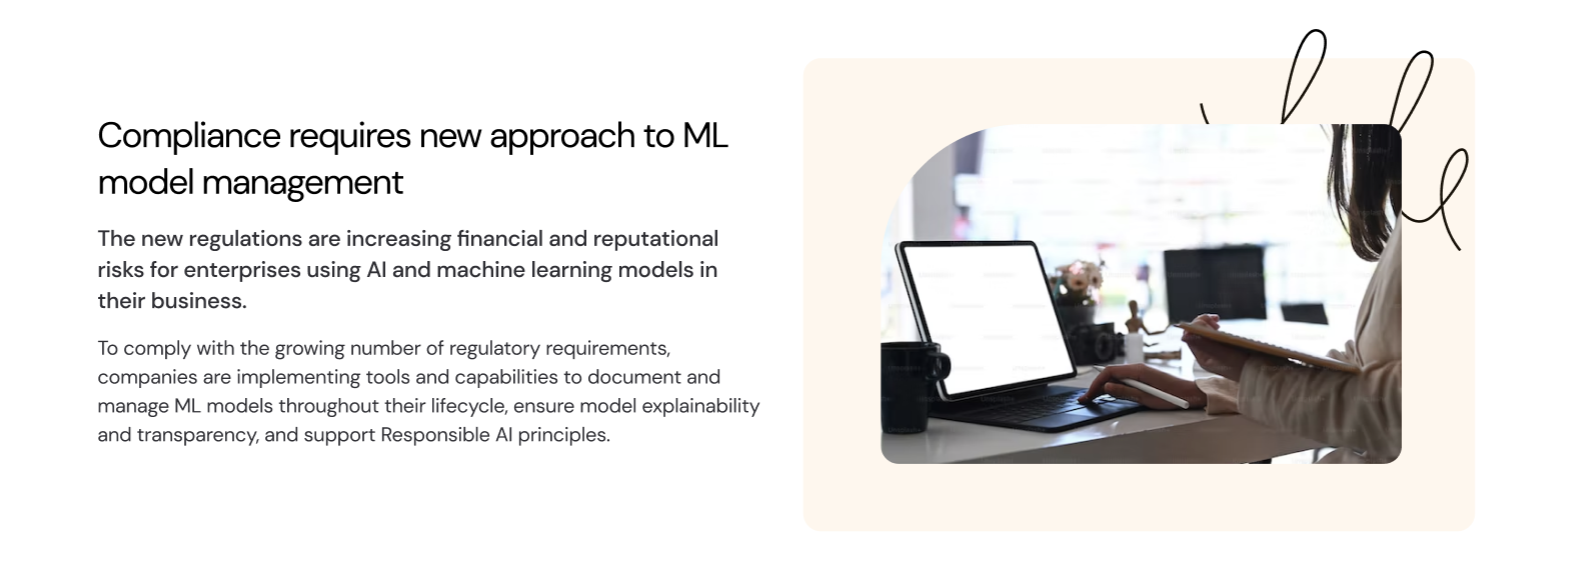 Compliance requires new approach to ML
model management
The new regulations are increasing financial and reputational
risks for enterprises using AI and machine learning models in
their business.
To comply with the growing number of regulatory requirements,
companies are implementing tools and capabilities to document and
manage ML models throughout their lifecycle, ensure model explainability
and transparency, and support Responsible AI principles.